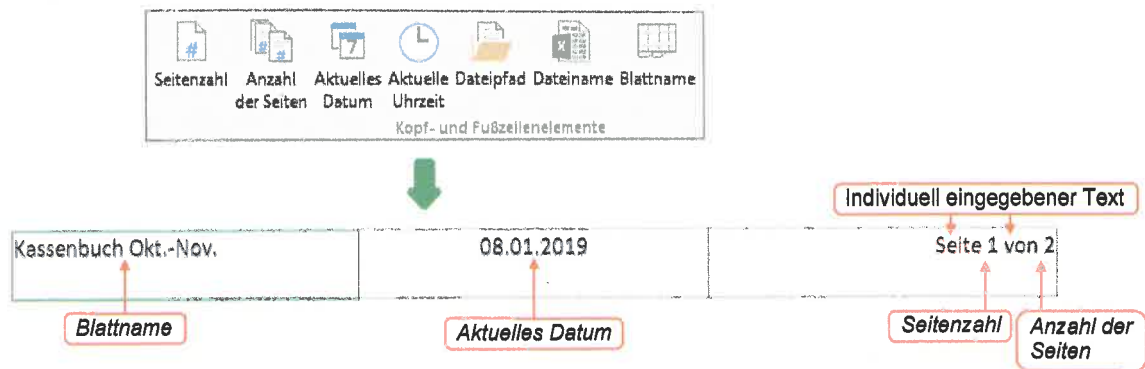 Seitenzahl Anzahl der Seiten Aktuelles Datum Aktuelle Uhrzeit Dateipfad Dateiname Blattname
Kopf- und Fußzeilenelemente
Individuell eingegebener Text
Kassenbuch Okt.-Nov. 08.01.2019 Seite 1 von 2
Blattname Aktuelles Datum Seitenzahl Anzahl der
Seiten